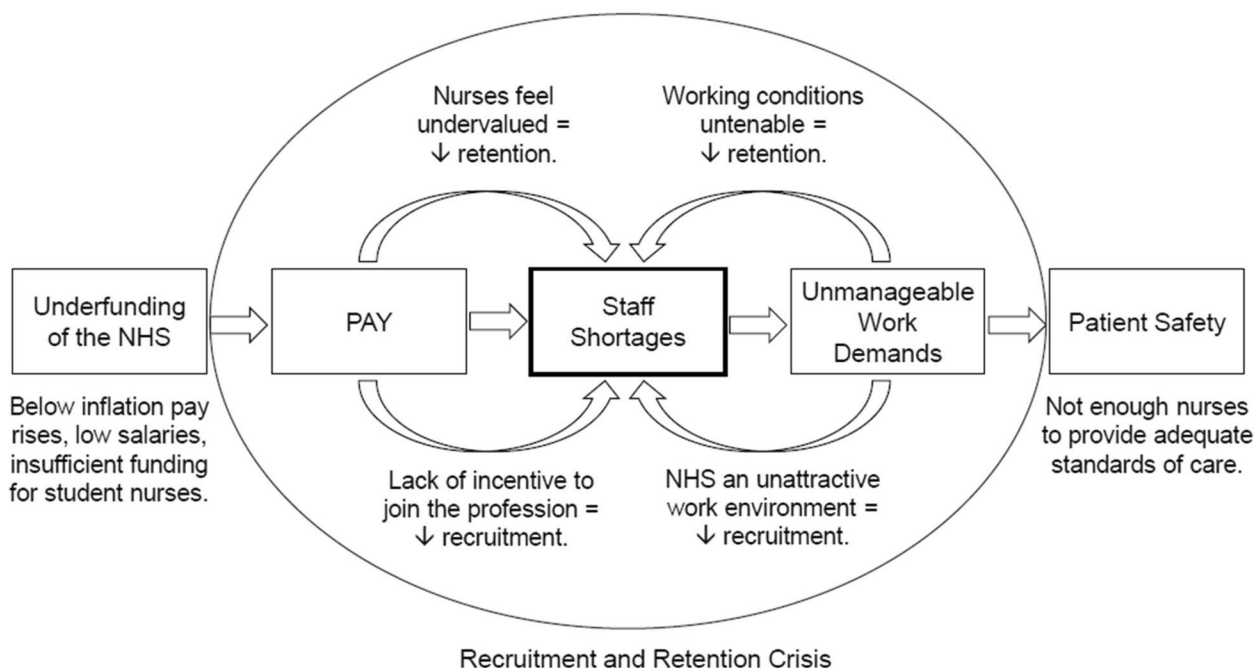 Nurses feel
undervalued =
↓ retention.
Working conditions
untenable =
↓ retention.
Underfunding
of the NHS
PAY
Staff
Shortages
Unmanageable
Work
Demands
Patient Safety
Below inflation pay
rises, low salaries,
insufficient funding
for student nurses.
Lack of incentive to
join the profession =
↓ recruitment.
NHS an unattractive
work environment =
↓ recruitment.
Not enough nurses
to provide adequate
standards of care.
Recruitment and Retention Crisis